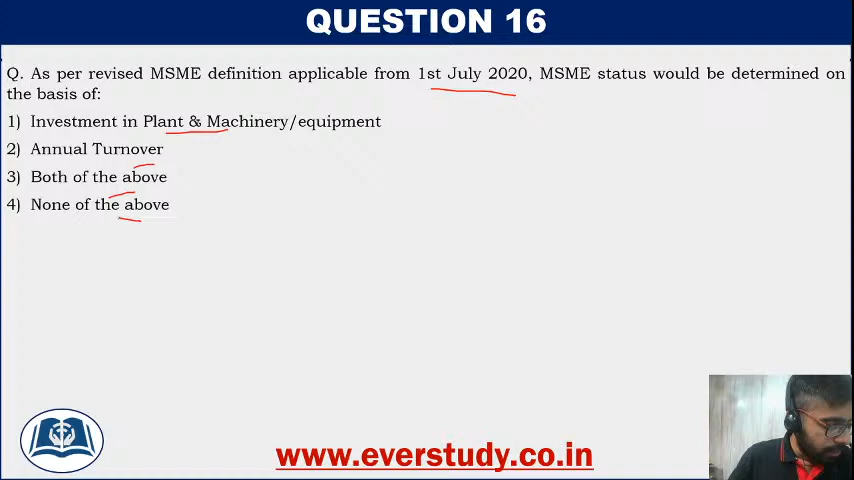 QUESTION 16
Q. As per revised MSME definition applicable from 1st July 2020, MSME status would be determined on
the basis of:
1) Investment in Plant & Machinery/equipment
2) Annual Turnover
3) Both of the above
4) None of the above
www.everstudy.co.in